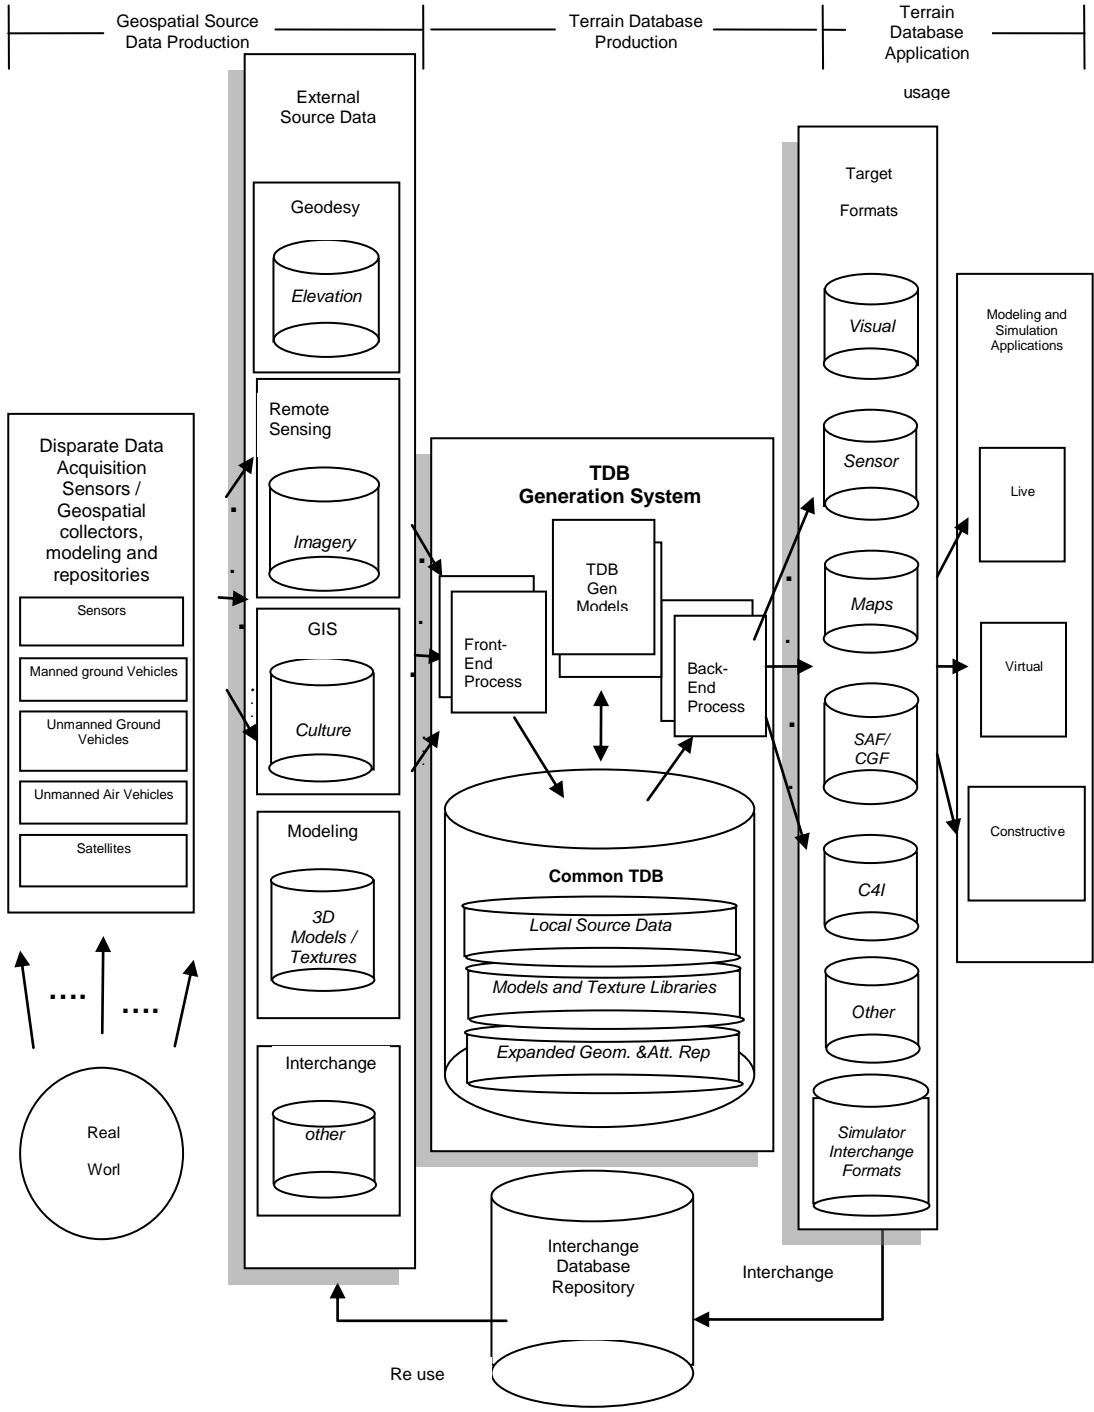 Geospatial Source
Data Production
Terrain Database
Production
Terrain
Database
Application
usage
External
Source Data
Geodesy
Elevation
Remote
Sensing
Imagery
GIS
Culture
Modeling
3D
Models /
Textures
Interchange
other
Disparate Data
Acquisition
Sensors /
Geospatial
collectors,
modeling and
repositories
Sensors
Manned ground Vehicles
Unmanned Ground
Vehicles
Unmanned Air Vehicles
Satellites
....
....
Real
Worl
TDB
Generation System
TDB
Gen
Models
Front-
End
Process
Back-
End
Process
Common TDB
Local Source Data
Models and Texture Libraries
Expanded Geom. &Att. Rep
Target
Formats
Visual
Sensor
Maps
SAF/
CGF
C4I
Other
Simulator
Interchange
Formats
Modeling and
Simulation
Applications
Live
Virtual
Constructive
Interchange
Database
Repository
Interchange
Re use